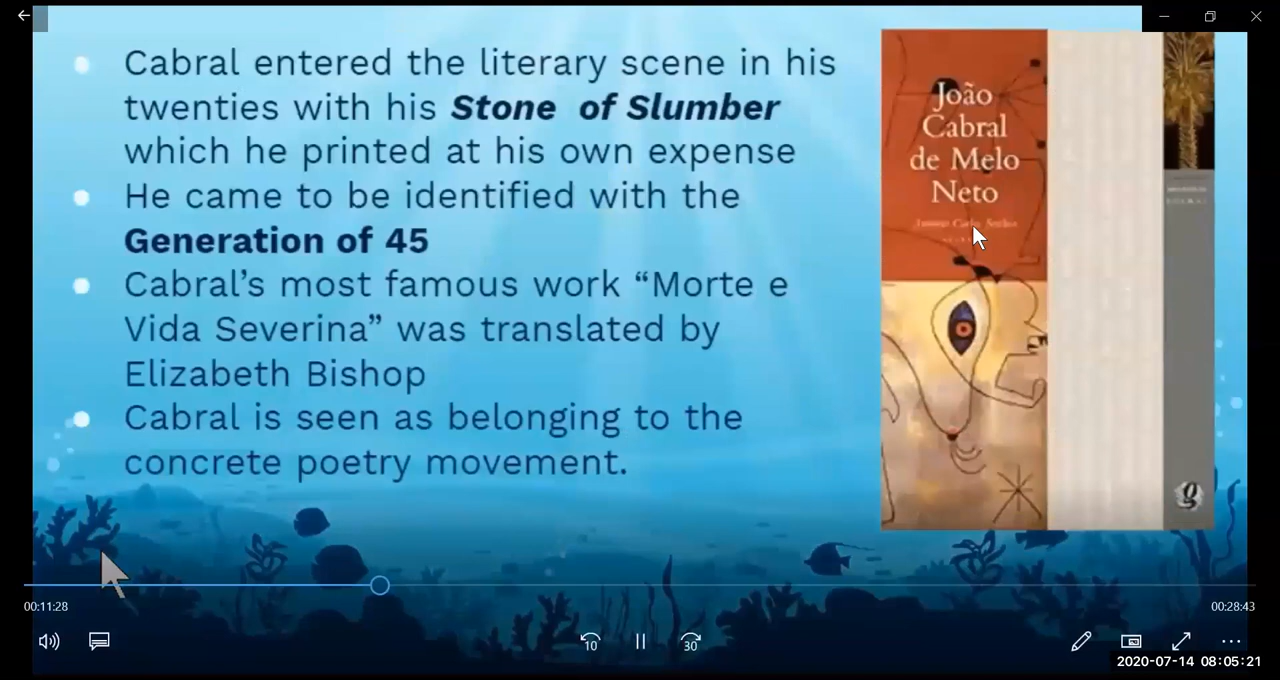 Cabral entered the literary scene in his
twenties with his Stone of Slumber
which he printed at his own expense
He came to be identified with the
Generation of 45
Cabral’s most famous work “Morte e
Vida Severina” was translated by
Elizabeth Bishop
Cabral is seen as belonging to the
concrete poetry movement.
João
Cabral
de Melo
Neto
g
00:11:28
00:28:43
10
30
2020-07-14 08:05:21